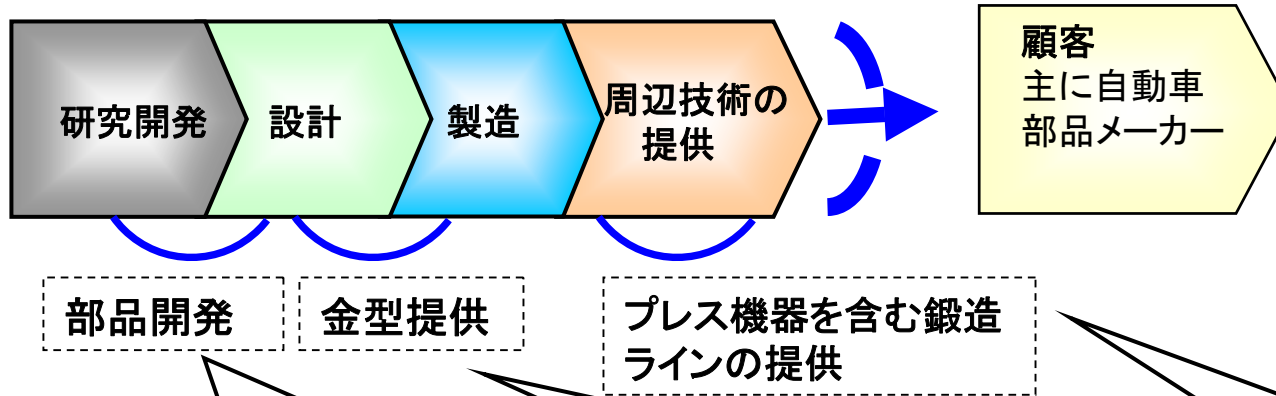 研究開発
設計
製造
周辺技術の
提供
顧客
主に自動車
部品メーカー
部品開発
金型提供
プレス機器を含む鍛造
ラインの提供